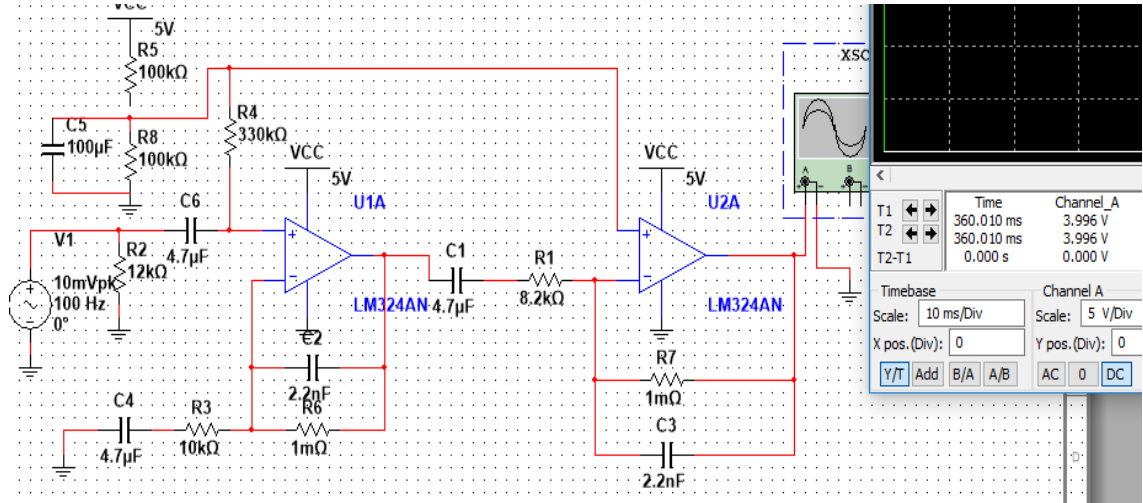 VCC
5V
R5
100kΩ
C5
100µF
R8
100kΩ
R4
330kΩ
VCC
5V
U1A
LM324AN
C6
4.7µF
V1
10mVpk
100 Hz
0°
R2
12kΩ
C2
2.2nF
R6
1mΩ
C4
4.7µF
R3
10kΩ
C1
4.7µF
R1
8.2kΩ
VCC
5V
U2A
LM324AN
R7
1mΩ
C3
2.2nF
XSC
A
B
T1
T2
T2-T1
Time Channel_A
360.010 ms 3.996 V
360.010 ms 3.996 V
0.000 s 0.000 V
Timebase
Scale: 10 ms/Div
X pos.(Div): 0
Y/T Add B/A A/B
Channel A
Scale: 5 V/Div
Y pos.(Div): 0
AC 0 DC
D